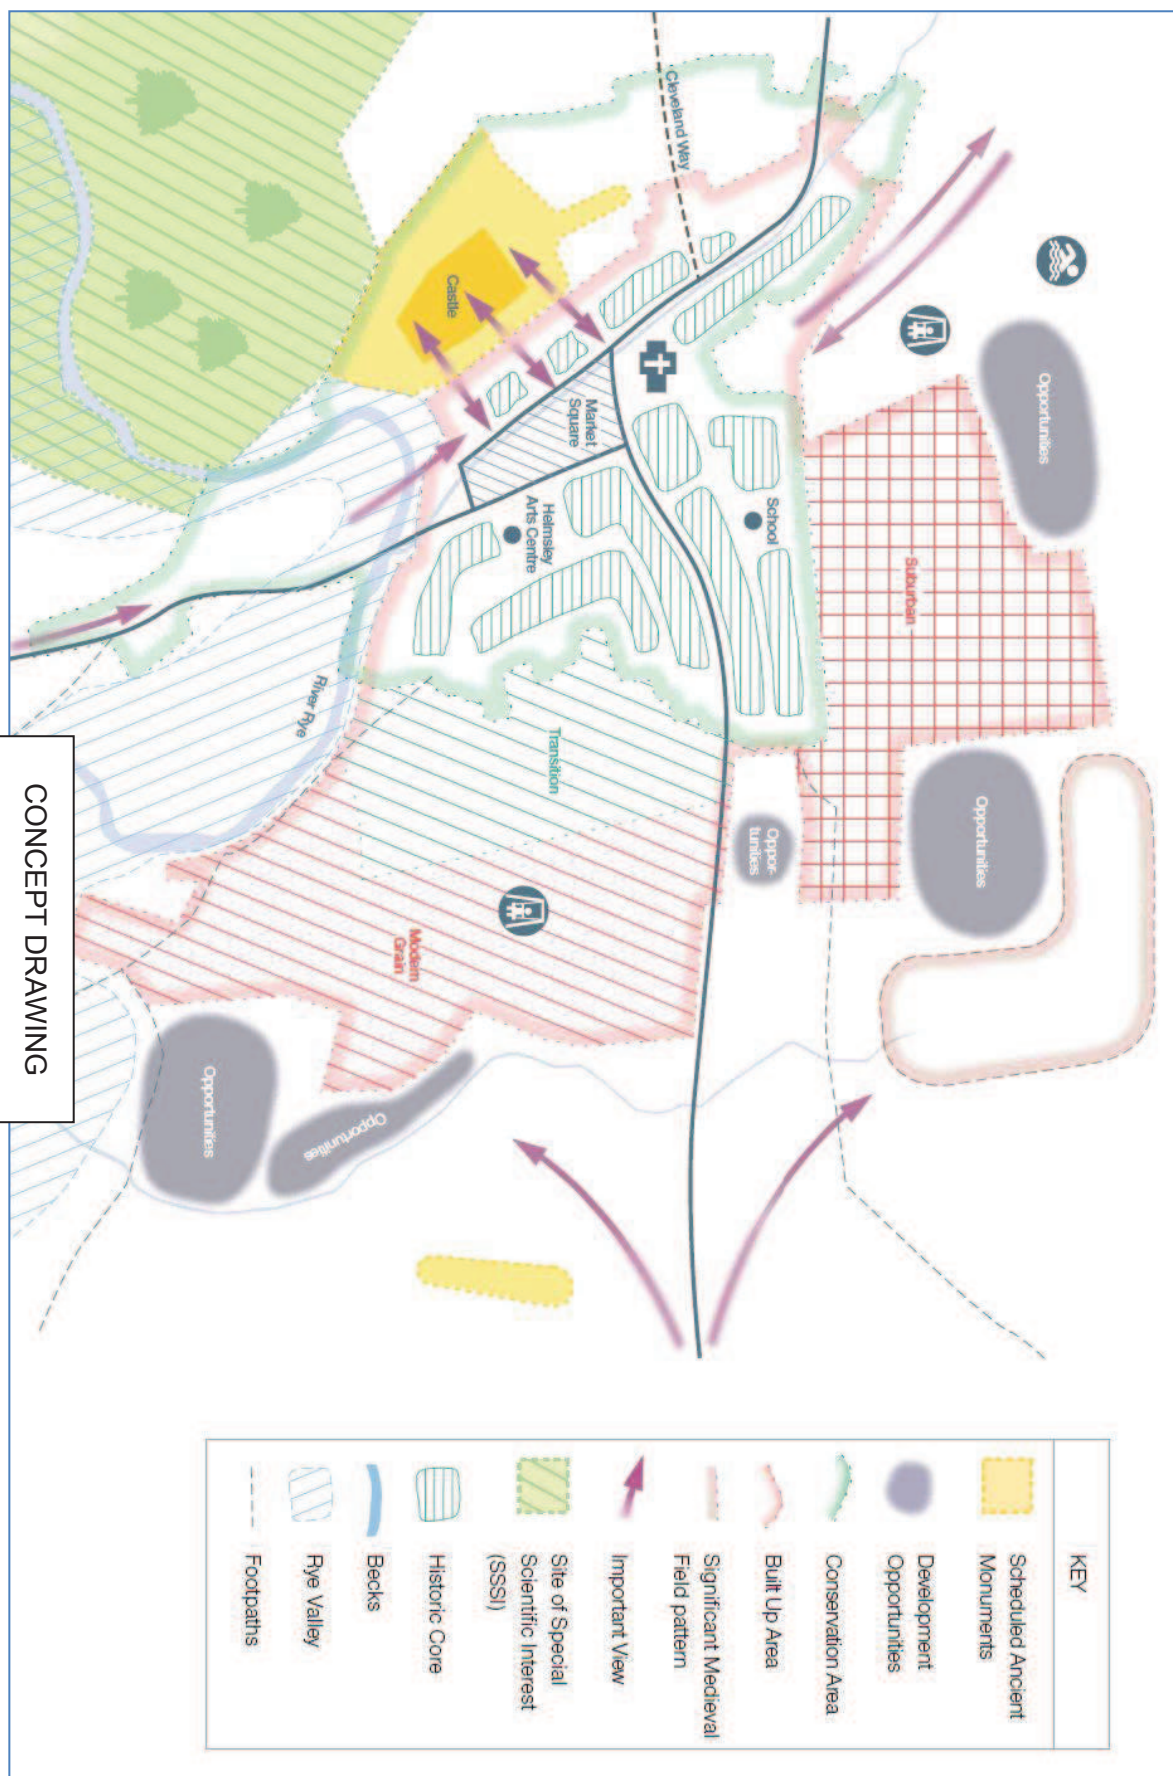 Cleveland Way
Castle
Market
Square
School
Helmsley
Arts Centre
River Rye
Transition
Suburban
Modern
Grain
Opportunities
Opportunities
Oppor-
tunities
Opportunities
Opportunities
CONCEPT DRAWING
KEY
Scheduled Ancient
Monuments
Development
Opportunities
Conservation Area
Built Up Area
Significant Medieval
Field pattern
Important View
Site of Special
Scientific Interest
(SSSI)
Historic Core
Becks
Rye Valley
Footpaths